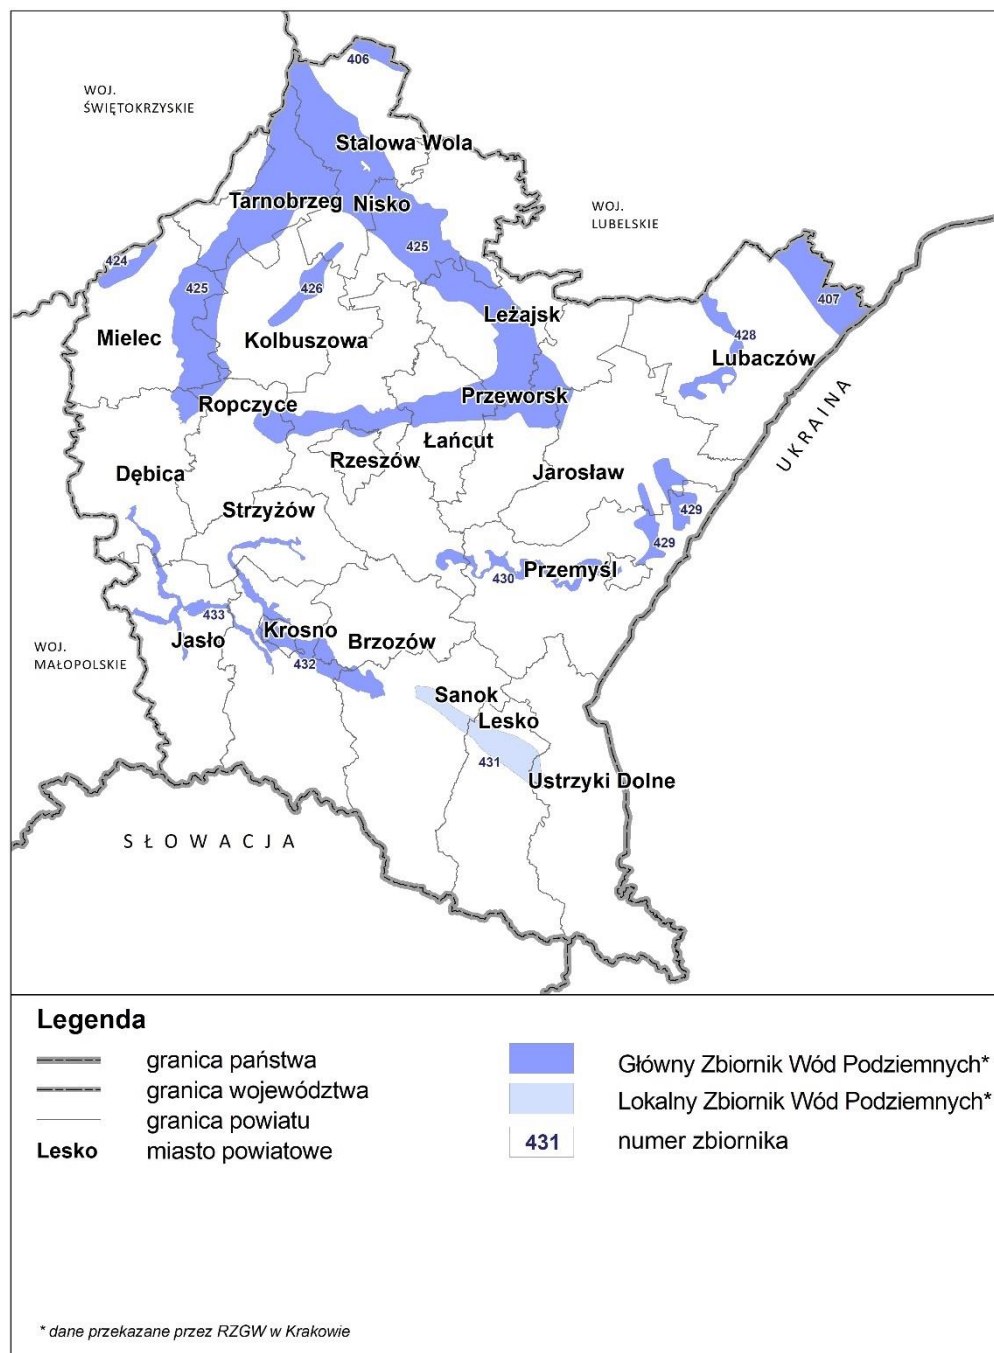 406
WOJ.
ŚWIĘTOKRZYSKIE
Stalowa Wola
Tarnobrzeg
Nisko
WOJ.
LUBELSKIE
425
424
425
426
407
Leżajsk
Mielec
Kolbuszowa
428
Lubaczów
Ropczyce
Przeworsk
UKRAINA
Łańcut
Rzeszów
Dębica
Jarosław
Strzyżów
429
429
430
Przemyśl
433
Krosno
Jasło
Brzozów
WOJ.
MAŁOPOLSKIE
432
Sanok
Lesko
431
Ustrzyki Dolne
SŁOWACJA
Legenda
granica państwa
granica województwa
granica powiatu
Lesko miasto powiatowe
Główny Zbiornik Wód Podziemnych*
Lokalny Zbiornik Wód Podziemnych*
431 numer zbiornika
* dane przekazane przez RZGW w Krakowie